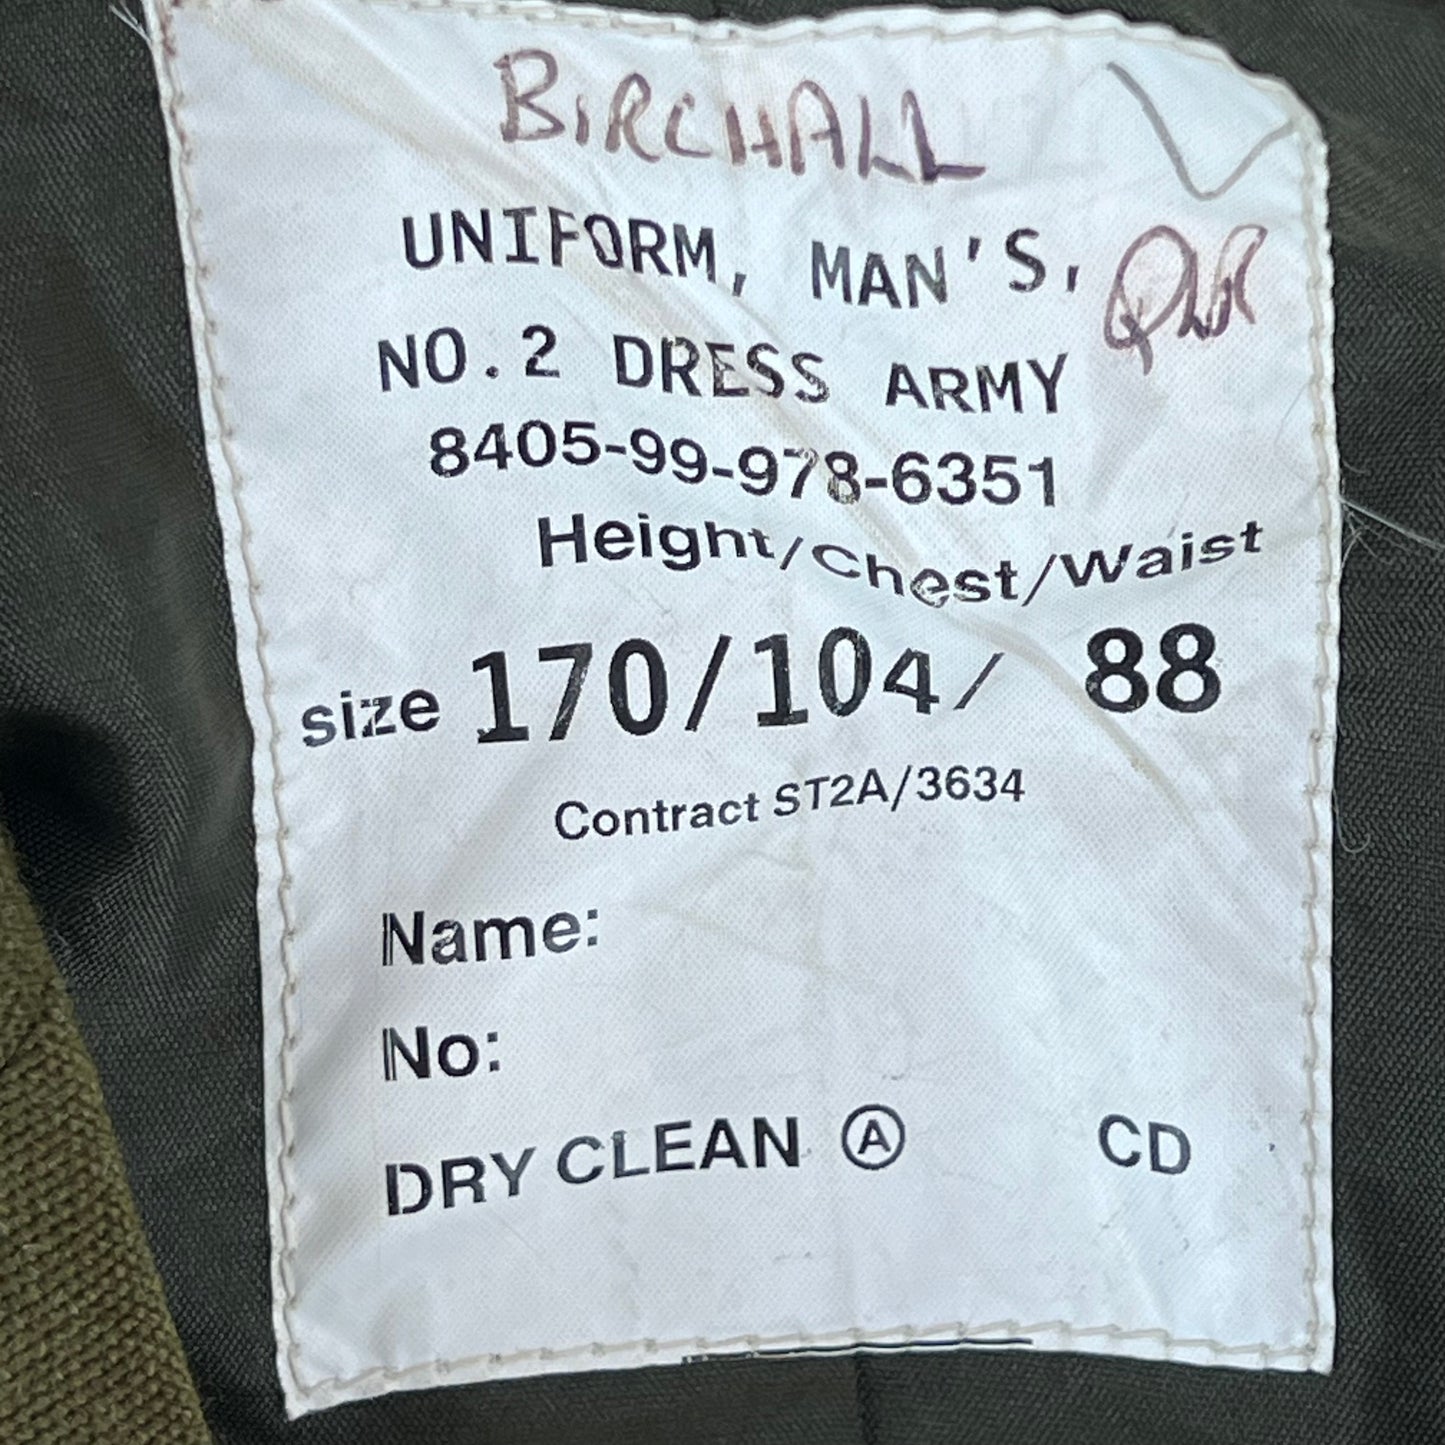 BIRCHALL
UNIFORM, MAN'S,
NO.2 DRESS ARMY
8405-99-978-6351
Height/Chest/Waist
size 170/104/ 88
Contract ST2A/3634
Name:
No:
DRY CLEAN Ⓐ CD